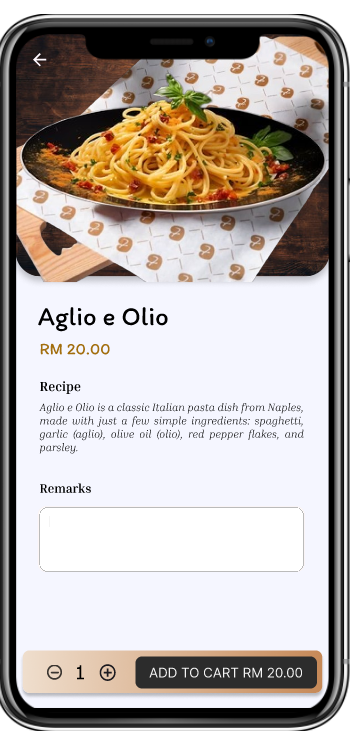 Aglio e Olio
RM 20.00
Recipe
Aglio e Olio is a classic Italian pasta dish from Naples,
made with just a few simple ingredients: spaghetti,
garlic (aglio), olive oil (olio), red pepper flakes, and
parsley.
Remarks
1
ADD TO CART RM 20.00